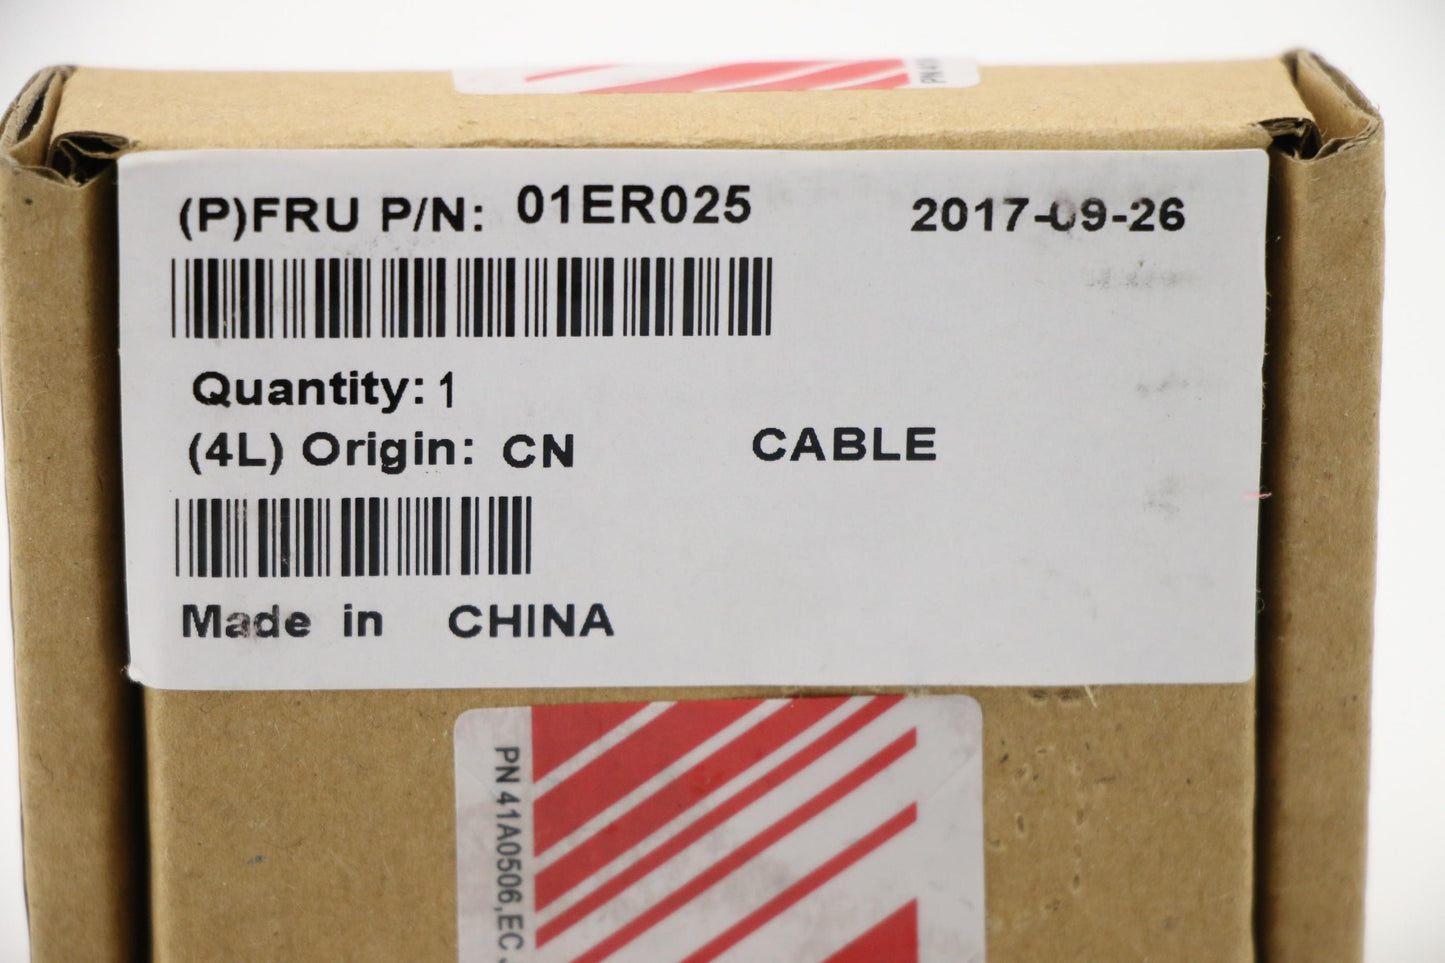 (P)FRU P/N: 01ER025 2017-09-26
Quantity: 1
(4L) Origin: CN CABLE
Made in CHINA
PN 41A0506,EC